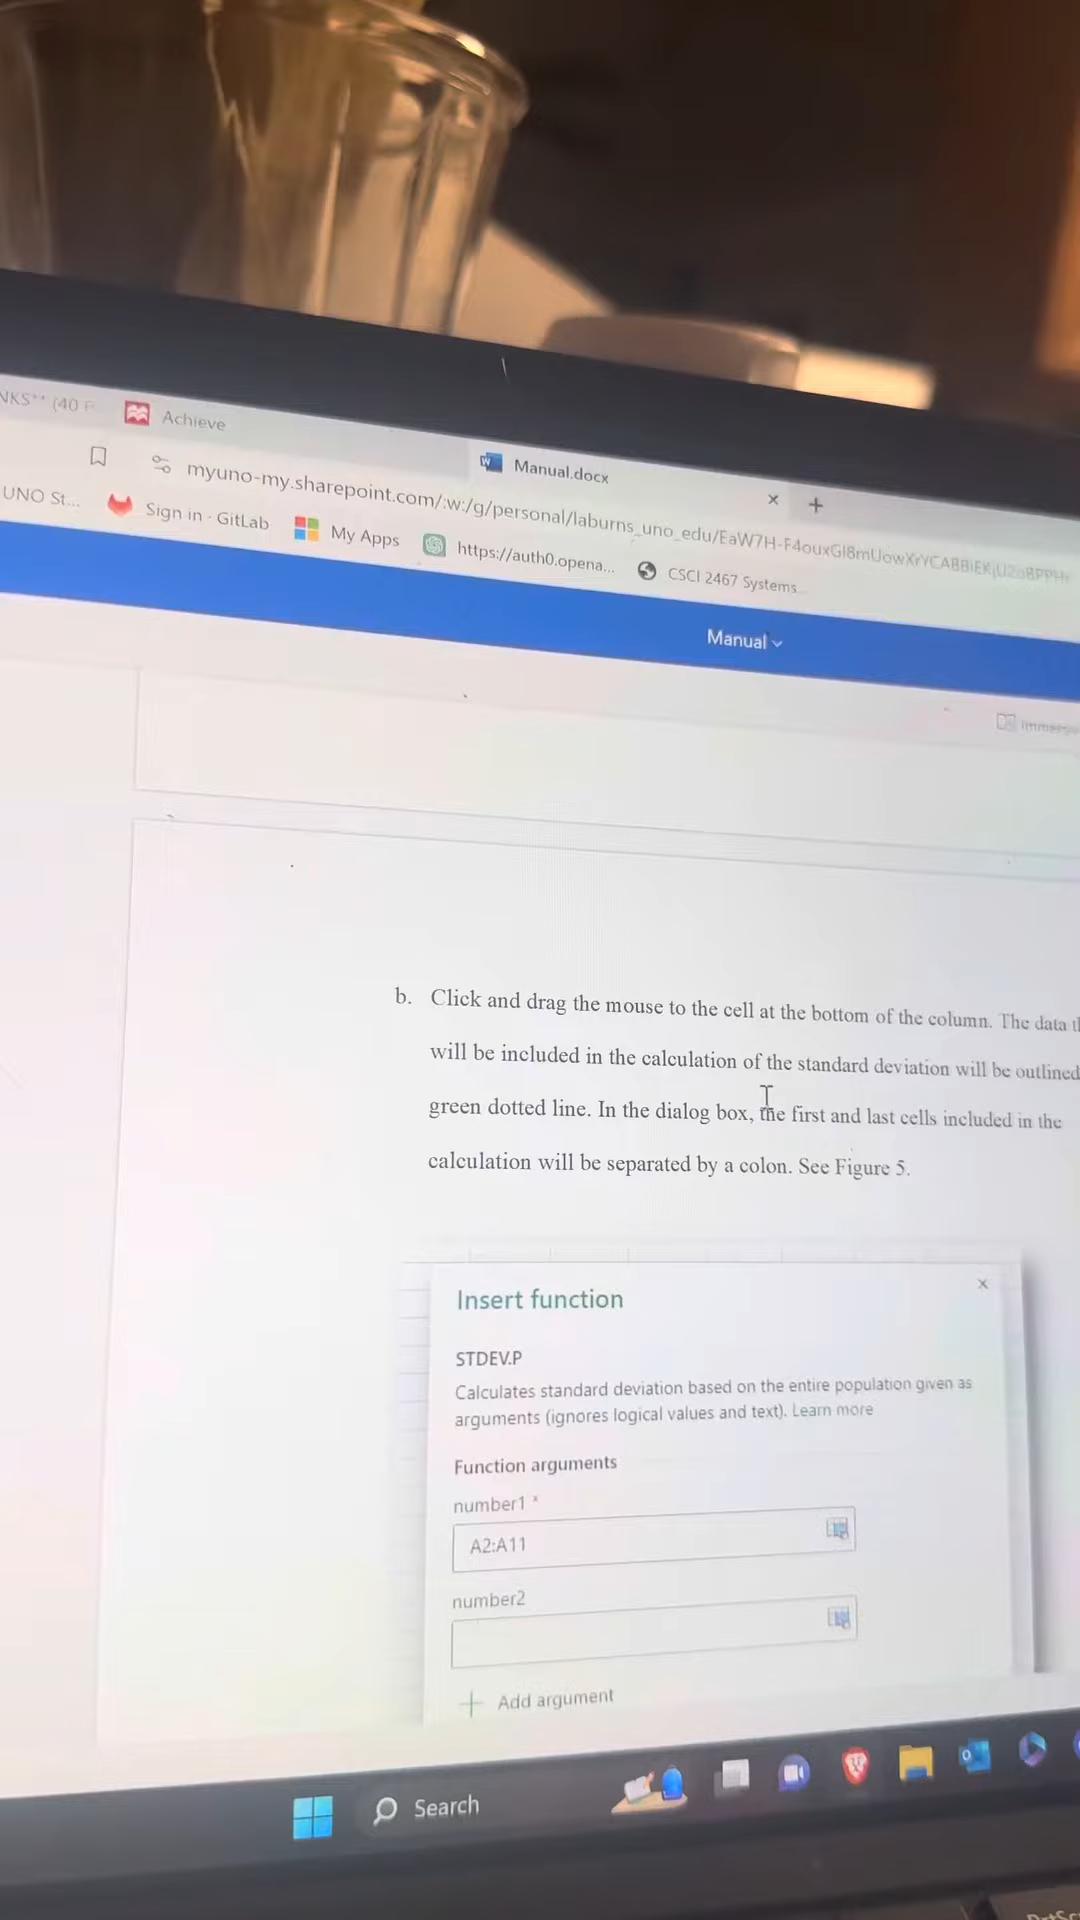 Achieve
Manual.docx
myuno-my.sharepoint.com/:w:/g/personal/laburns_uno_edu/
UNO St...
Sign in · GitLab
My Apps
https://auth0.opena...
CSCI 2467 Systems...
Manual
b. Click and drag the mouse to the cell at the bottom of the column. The data
will be included in the calculation of the standard deviation will be outlined
green dotted line. In the dialog box, the first and last cells included in the
calculation will be separated by a colon. See Figure 5.
Insert function
STDEV.P
Calculates standard deviation based on the entire population given as
arguments (ignores logical values and text). Learn more
Function arguments
number1 *
A2:A11
number2
+ Add argument
Search